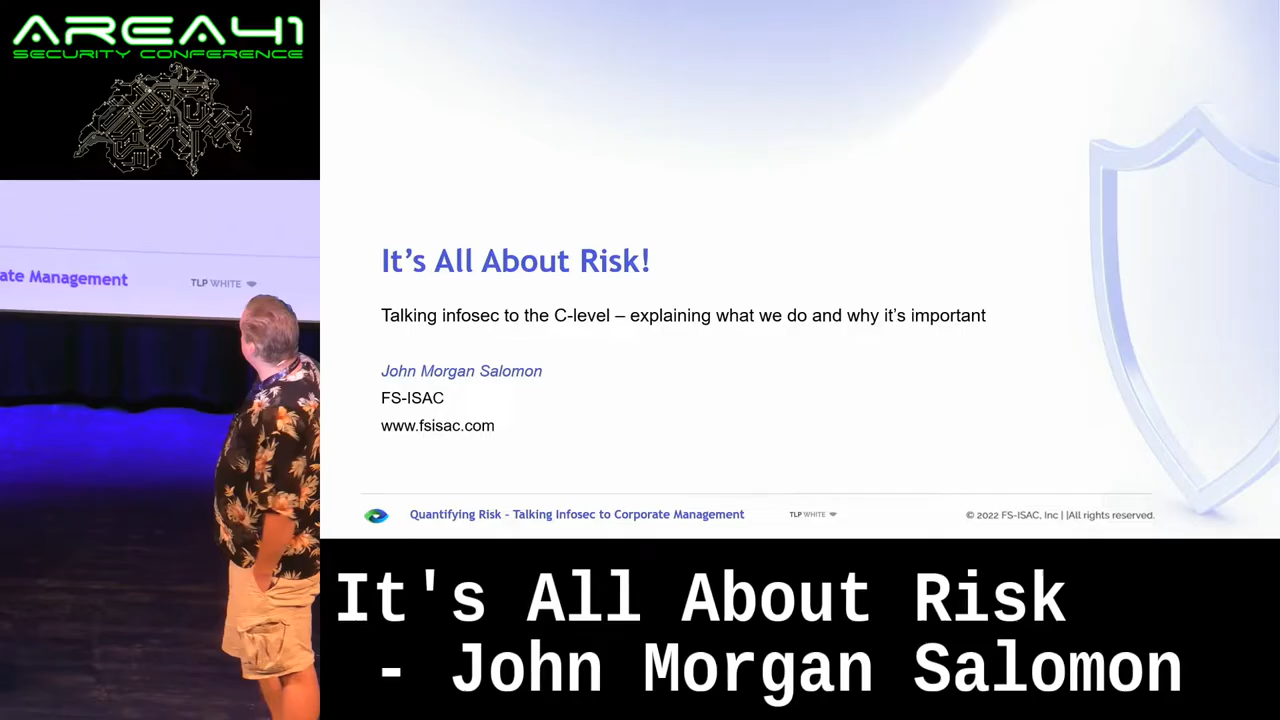 AREA41
SECURITY CONFERENCE
ate Management
TLP WHITE
It’s All About Risk!
Talking infosec to the C-level – explaining what we do and why it’s important
John Morgan Salomon
FS-ISAC
www.fsisac.com
Quantifying Risk - Talking Infosec to Corporate Management
TLP WHITE
© 2022 FS-ISAC, Inc | |All rights reserved.
It's All About Risk
- John Morgan Salomon